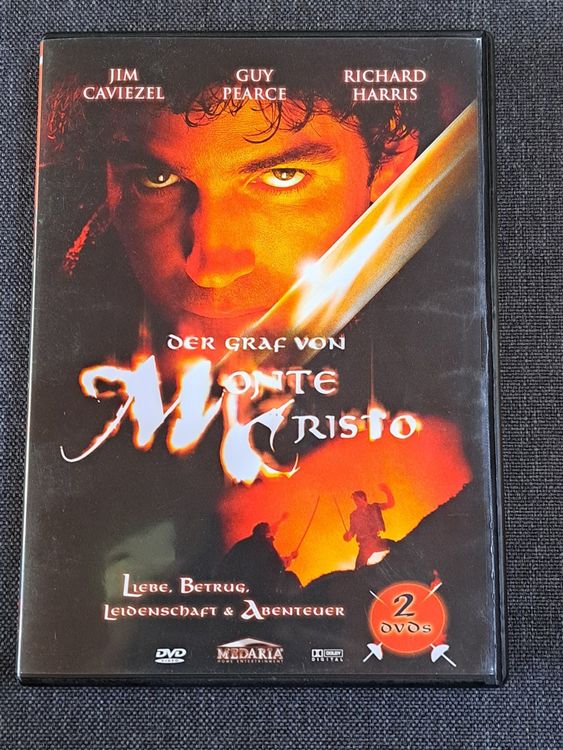 JIM GUY RICHARD
CAVIEZEL PEARCE HARRIS
DER GRAF VON
MONTE
CRISTO
LIEBE, BETRUG,
LEIDENSCHAFT & ABENTEUER
2
DVDS
DVD
VIDEO
MEDARIA
HOME ENTERTAINMENT
DOLBY
DIGITAL